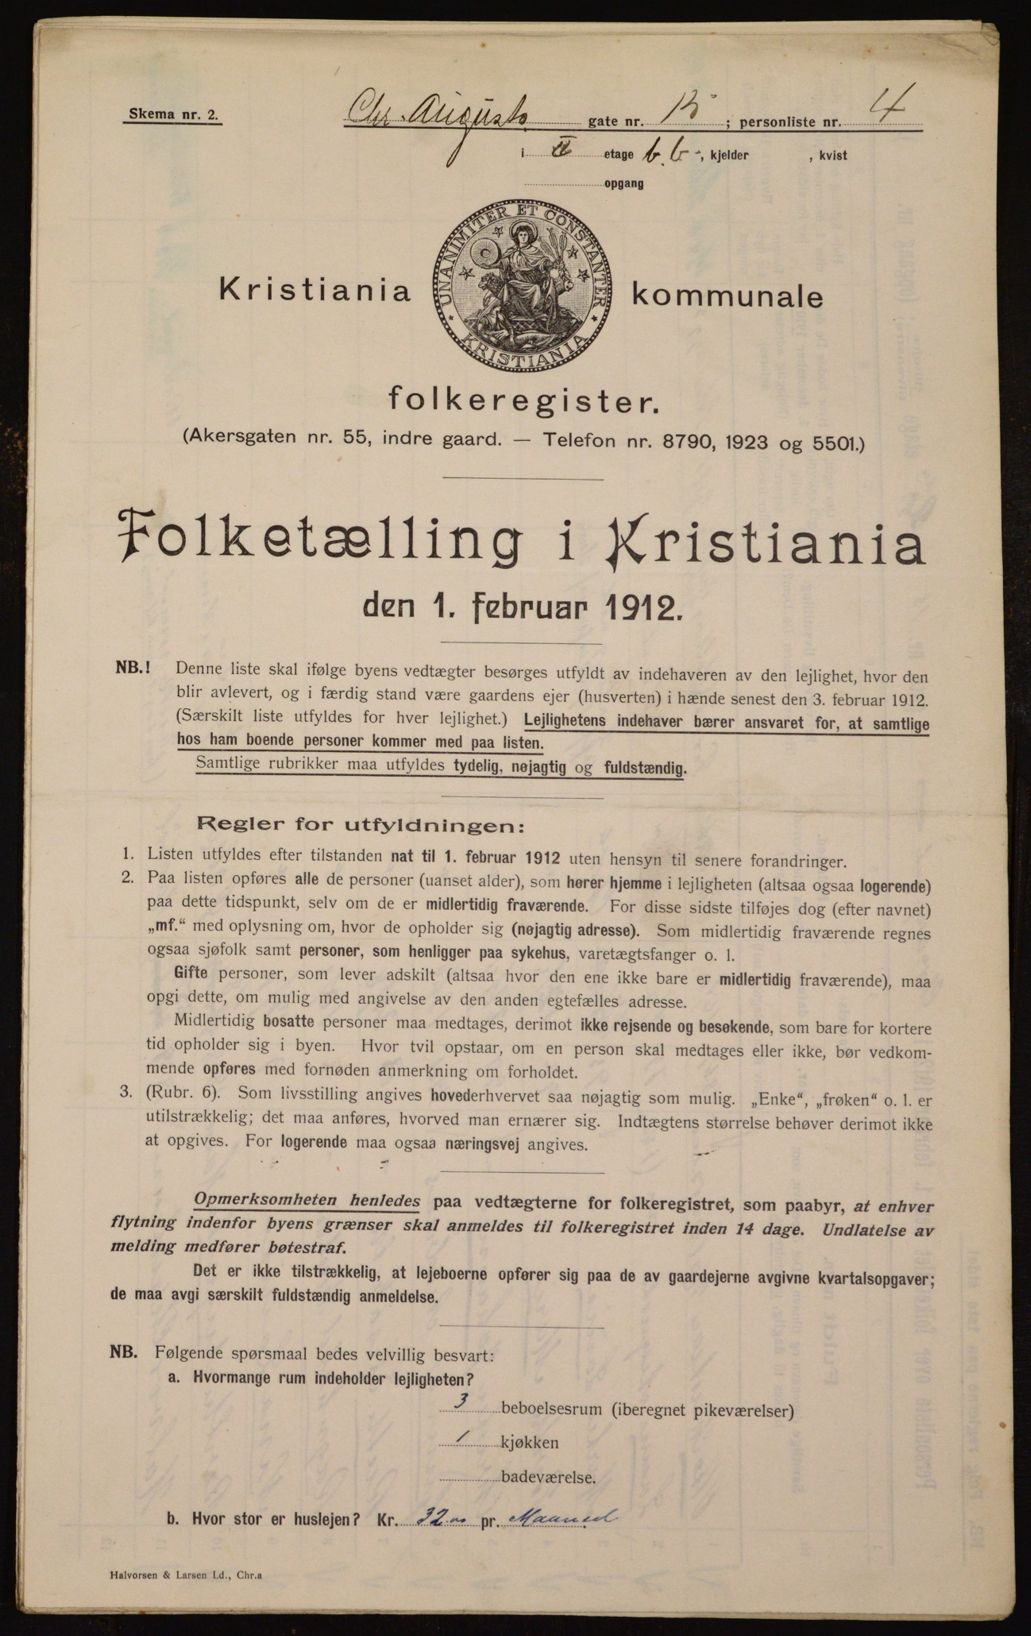 Skema nr. 2.
Chr. Augusts gate nr. ; personliste nr. 4
i II etage b. b. , kjelder , kvist
opgang
UNANIMITER ET CONSTANTER
KRISTIANIA
Kristiania kommunale
folkeregister.
(Akersgaten nr. 55, indre gaard. — Telefon nr. 8790, 1923 og 5501.)
Folketælling i Kristiania
den 1. februar 1912.
NB.! Denne liste skal ifølge byens vedtægter besørges utfyldt av indehaveren av den lejlighet, hvor den
blir avlevert, og i færdig stand være gaardens ejer (husverten) i hænde senest den 3. februar 1912.
(Særskilt liste utfyldes for hver lejlighet.) Lejlighetens indehaver bærer ansvaret for, at samtlige
hos ham boende personer kommer med paa listen.
Samtlige rubrikker maa utfyldes tydelig, nøjagtig og fuldstændig.
Regler for utfyldningen:
1. Listen utfyldes efter tilstanden nat til 1. februar 1912 uten hensyn til senere forandringer.
2. Paa listen opføres alle de personer (uanset alder), som hører hjemme i lejligheten (altsaa ogsaa logerende)
paa dette tidspunkt, selv om de er midlertidig fraværende. For disse sidste tilføjes dog (efter navnet)
„mf.“ med oplysning om, hvor de opholder sig (nøjagtig adresse). Som midlertidig fraværende regnes
ogsaa sjøfolk samt personer, som henligger paa sykehus, varetægtsfanger o. l.
Gifte personer, som lever adskilt (altsaa hvor den ene ikke bare er midlertidig fraværende), maa
opgi dette, om mulig med angivelse av den anden egtefælles adresse.
Midlertidig bosatte personer maa medtages, derimot ikke rejsende og besøkende, som bare for kortere
tid opholder sig i byen. Hvor tvil opstaar, om en person skal medtages eller ikke, bør vedkom-
mende opføres med fornøden anmerkning om forholdet.
3. (Rubr. 6). Som livsstilling angives hovederhvervet saa nøjagtig som mulig. „Enke“, „frøken“ o. l. er
utilstrækkelig; det maa anføres, hvorved man ernærer sig. Indtægtens størrelse behøver derimot ikke
at opgives. For logerende maa ogsaa næringsvej angives.
Opmerksomheten henledes paa vedtægterne for folkeregistret, som paabyr, at enhver
flytning indenfor byens grænser skal anmeldes til folkeregistret inden 14 dage. Undlatelse av
melding medfører bøtestraf.
Det er ikke tilstrækkelig, at lejeboerne opfører sig paa de av gaardejerne avgivne kvartalsopgaver;
de maa avgi særskilt fuldstændig anmeldelse.
NB. Følgende spørsmaal bedes velvillig besvart:
a. Hvormange rum indeholder lejligheten?
3 beboelsesrum (iberegnet pikeværelser)
1 kjøkken
badeværelse.
b. Hvor stor er huslejen? Kr. 32.00 pr. Maaned
Halvorsen & Larsen Ld., Chr.a